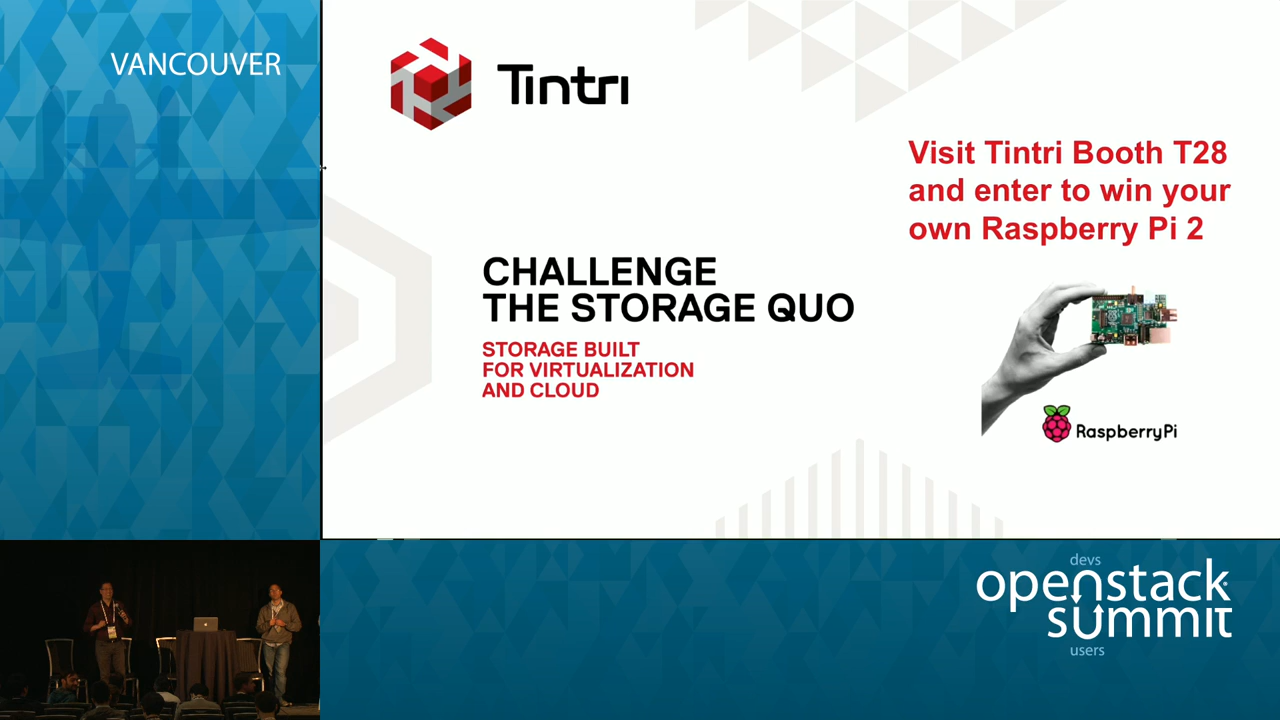 VANCOUVER
Tintri
Visit Tintri Booth T28
and enter to win your
own Raspberry Pi 2
CHALLENGE
THE STORAGE QUO
STORAGE BUILT
FOR VIRTUALIZATION
AND CLOUD
RaspberryPi
devs
openstack
summit
users